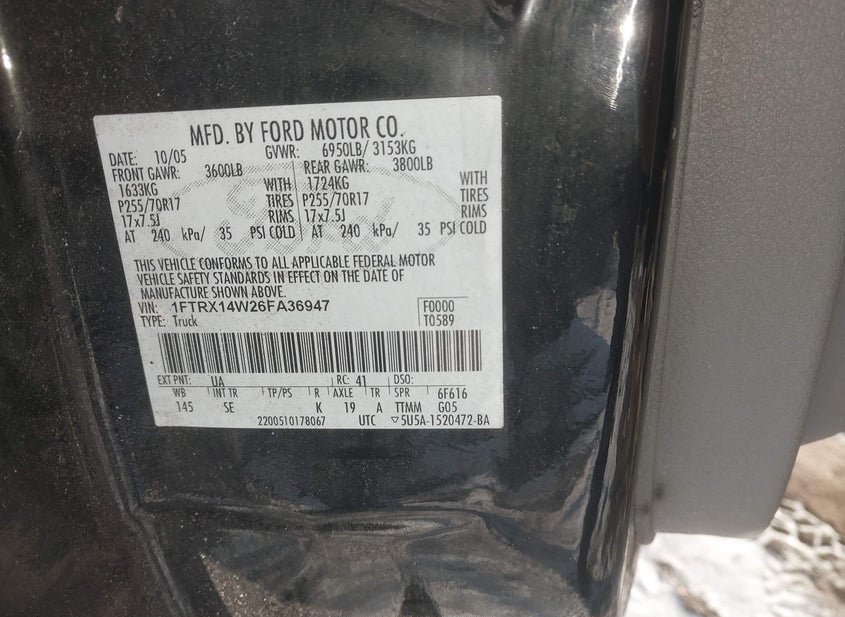 MFD. BY FORD MOTOR CO.
DATE: 10/05 GVWR: 6950LB/ 3153KG
FRONT GAWR: 3600LB REAR GAWR: 3800LB
1633KG WITH 1724KG WITH
P255/70R17 TIRES P255/70R17 TIRES
17x7.5J RIMS 17x7.5J RIMS
AT 240 kPa/ 35 PSI COLD AT 240 kPa/ 35 PSI COLD
Ford
THIS VEHICLE CONFORMS TO ALL APPLICABLE FEDERAL MOTOR
VEHICLE SAFETY STANDARDS IN EFFECT ON THE DATE OF
MANUFACTURE SHOWN ABOVE.
VIN: 1FTRX14W26FA36947 F0000
TYPE: Truck T0589
EXT PNT: UA RC: 41 DSO:
WB INT TR TP/PS R AXLE TR SPR 6F616
145 SE K 19 A TTMM G05
2200510178067 UTC ▽5U5A-1520472-BA